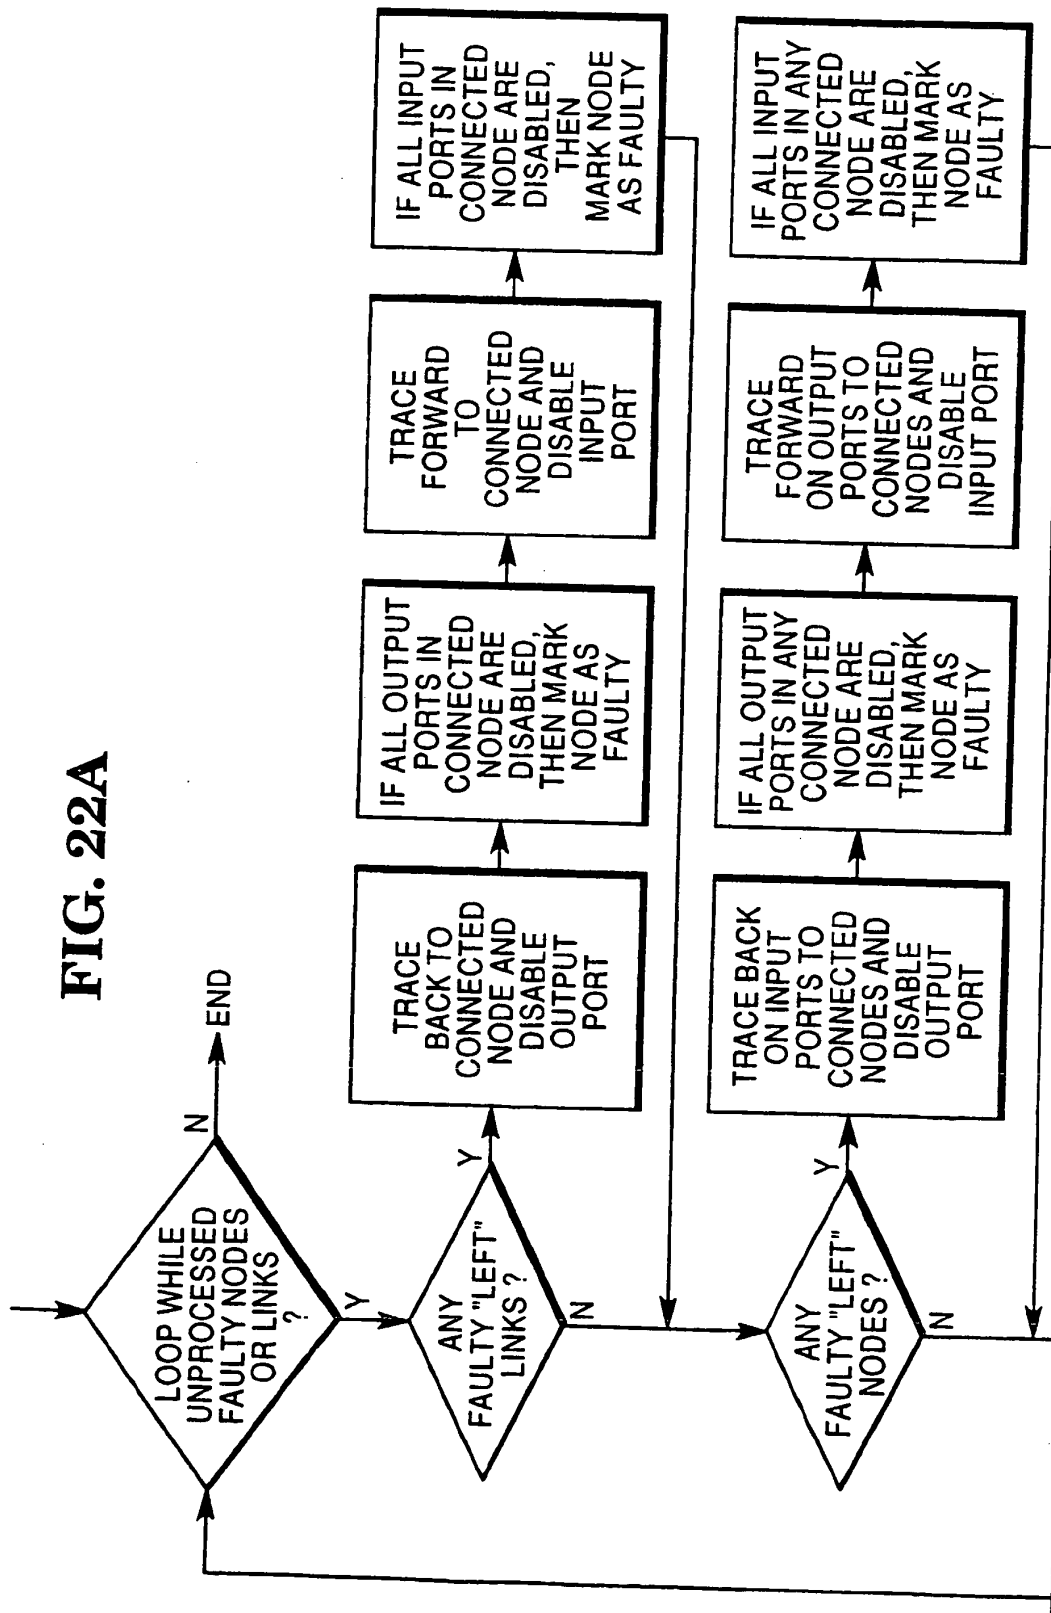 FIG. 22A
LOOP WHILE
UNPROCESSED
FAULTY NODES
OR LINKS
?
N
END
Y
ANY
FAULTY "LEFT"
LINKS ?
Y
N
TRACE
BACK TO
CONNECTED
NODE AND
DISABLE
OUTPUT
PORT
IF ALL OUTPUT
PORTS IN
CONNECTED
NODE ARE
DISABLED,
THEN MARK
NODE AS
FAULTY
TRACE
FORWARD
TO
CONNECTED
NODE AND
DISABLE
INPUT
PORT
IF ALL INPUT
PORTS IN
CONNECTED
NODE ARE
DISABLED,
THEN
MARK NODE
AS FAULTY
ANY
FAULTY "LEFT"
NODES ?
Y
N
TRACE BACK
ON INPUT
PORTS TO
CONNECTED
NODES AND
DISABLE
OUTPUT
PORT
IF ALL OUTPUT
PORTS IN ANY
CONNECTED
NODE ARE
DISABLED,
THEN MARK
NODE AS
FAULTY
TRACE
FORWARD
ON OUTPUT
PORTS TO
CONNECTED
NODES AND
DISABLE
INPUT PORT
IF ALL INPUT
PORTS IN ANY
CONNECTED
NODE ARE
DISABLED,
THEN MARK
NODE AS
FAULTY